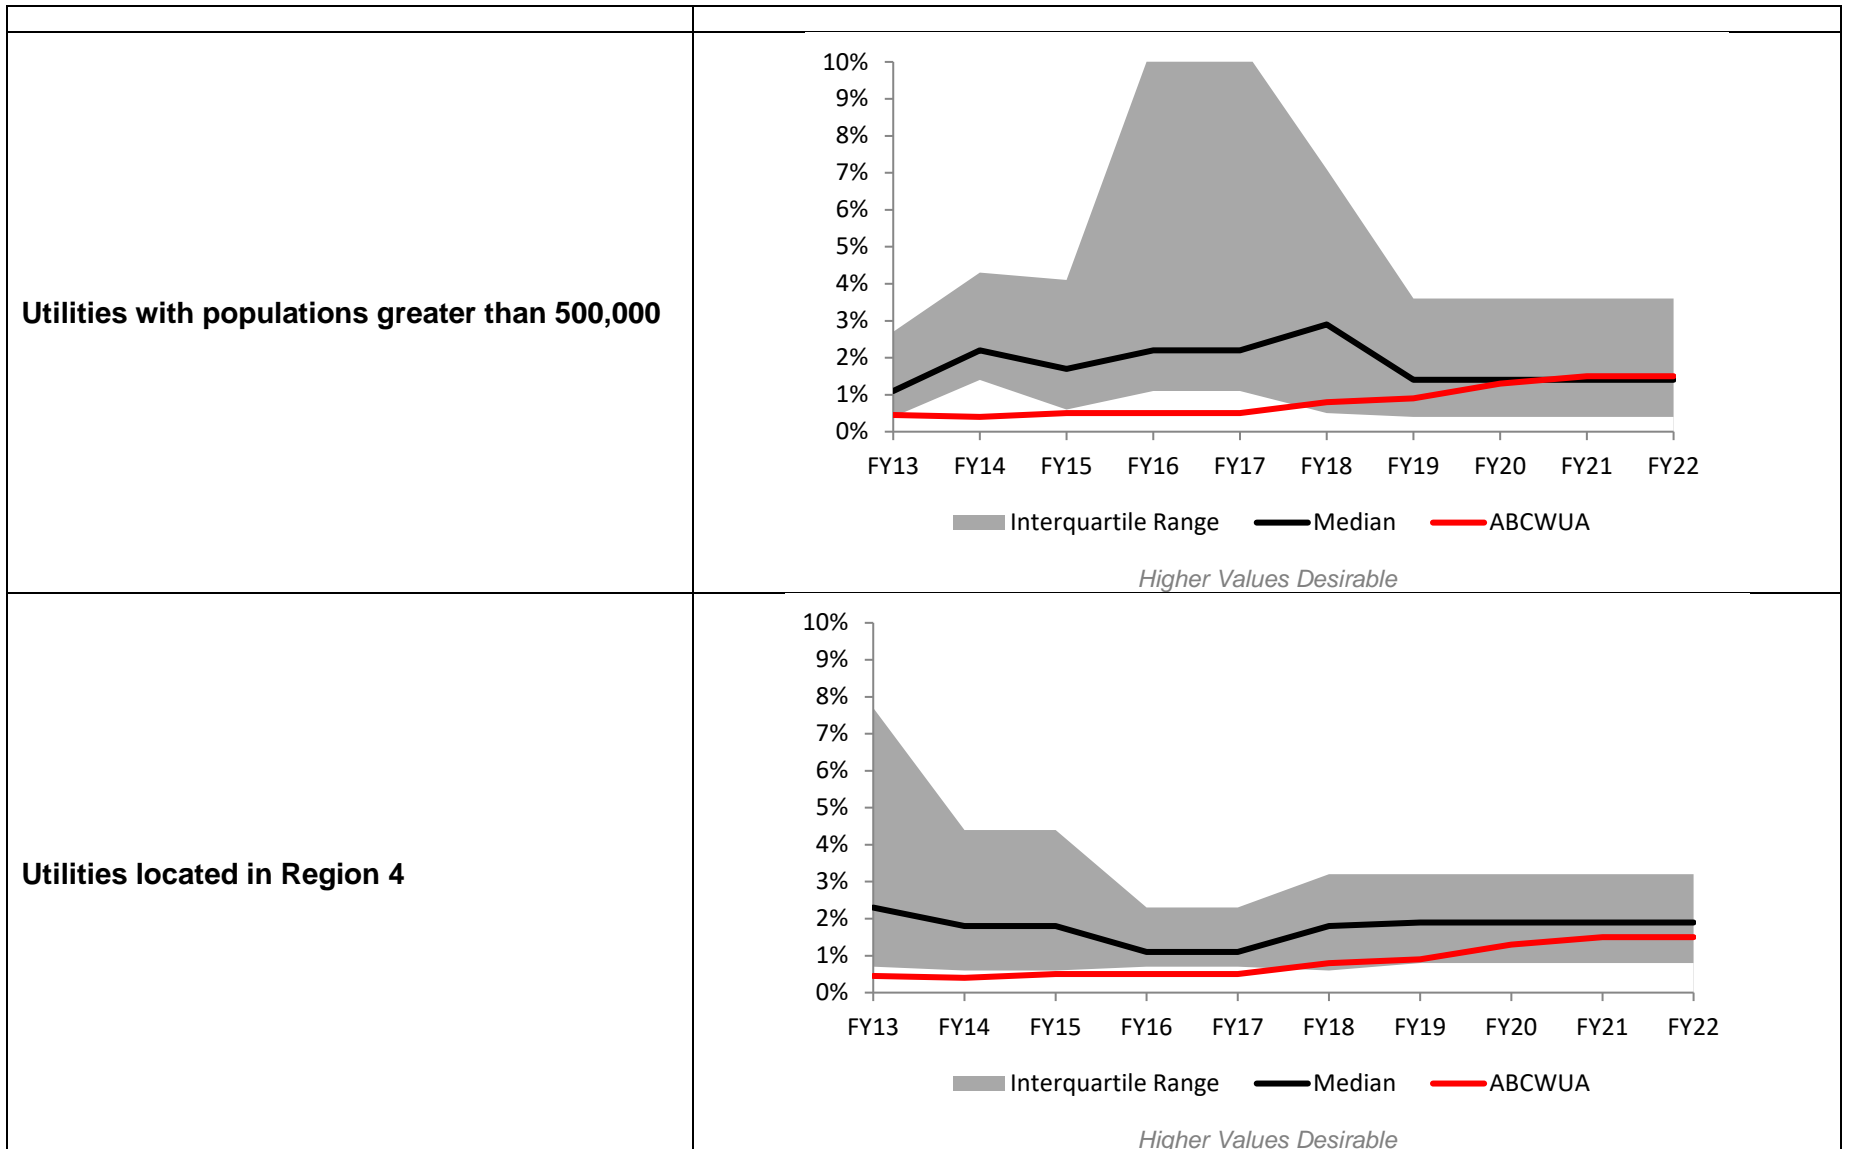 Utilities with populations greater than 500,000
10%
9%
8%
7%
6%
5%
4%
3%
2%
1%
0%
FY13 FY14 FY15 FY16 FY17 FY18 FY19 FY20 FY21 FY22
Interquartile Range Median ABCWUA
Higher Values Desirable
Utilities located in Region 4
10%
9%
8%
7%
6%
5%
4%
3%
2%
1%
0%
FY13 FY14 FY15 FY16 FY17 FY18 FY19 FY20 FY21 FY22
Interquartile Range Median ABCWUA
Higher Values Desirable